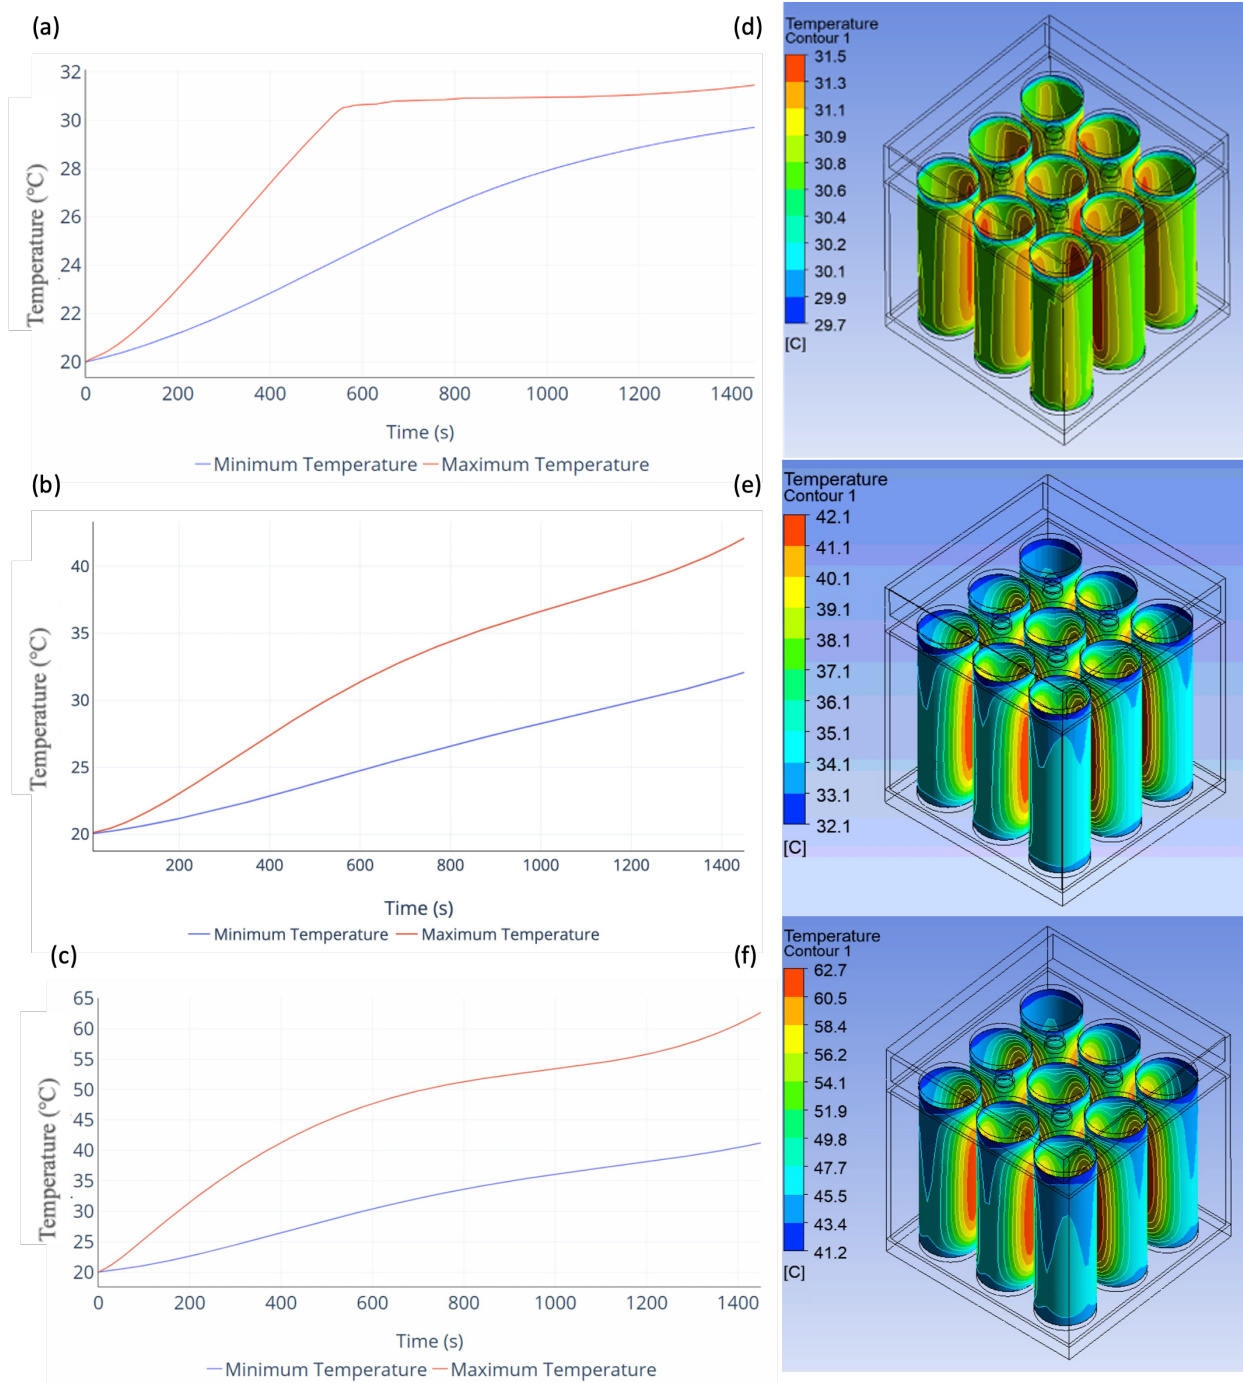 (a)
32
30
28
26
24
22
20
Temperature (°C)
0 200 400 600 800 1000 1200 1400
Time (s)
Minimum Temperature Maximum Temperature
(d)
Temperature
Contour 1
31.5
31.3
31.1
30.9
30.8
30.6
30.4
30.2
30.1
29.9
29.7
[C]
(b)
40
35
30
25
20
Temperature (°C)
200 400 600 800 1000 1200 1400
Time (s)
Minimum Temperature Maximum Temperature
(e)
Temperature
Contour 1
42.1
41.1
40.1
39.1
38.1
37.1
36.1
35.1
34.1
33.1
32.1
[C]
(c)
65
60
55
50
45
40
35
30
25
20
Temperature (°C)
0 200 400 600 800 1000 1200 1400
Time (s)
Minimum Temperature Maximum Temperature
(f)
Temperature
Contour 1
62.7
60.5
58.4
56.2
54.1
51.9
49.8
47.7
45.5
43.4
41.2
[C]